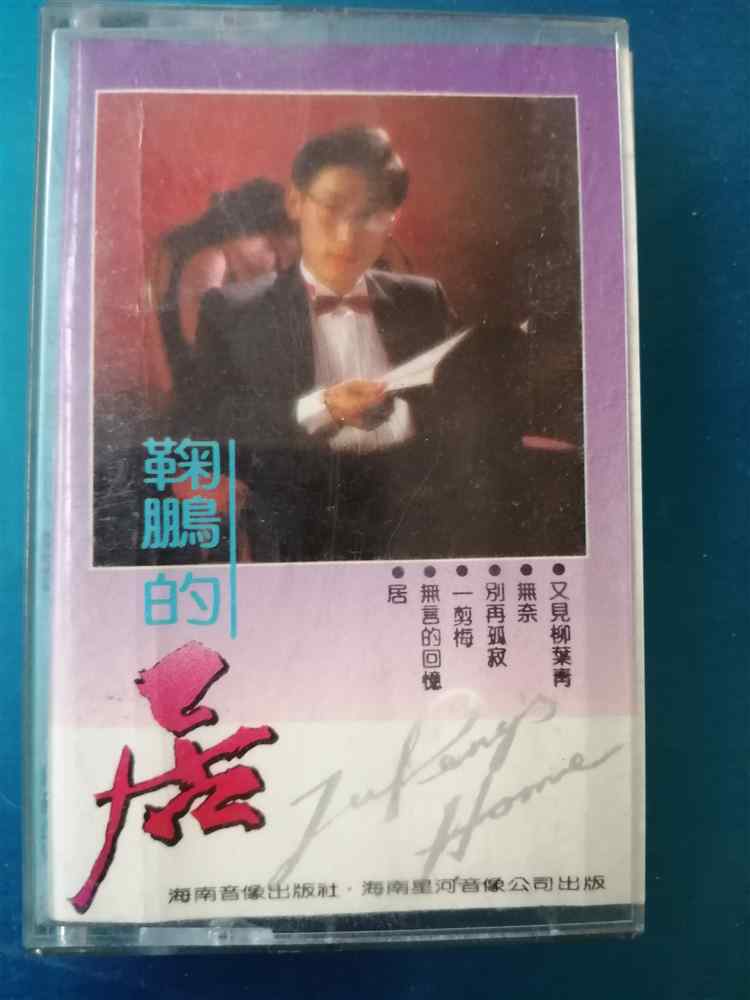 鞠鵬的
居
●又見柳葉青
●無奈
●別再孤寂
●一剪梅
●無言的回憶
●居
JuPeng's
Home
海南音像出版社·海南星河音像公司出版